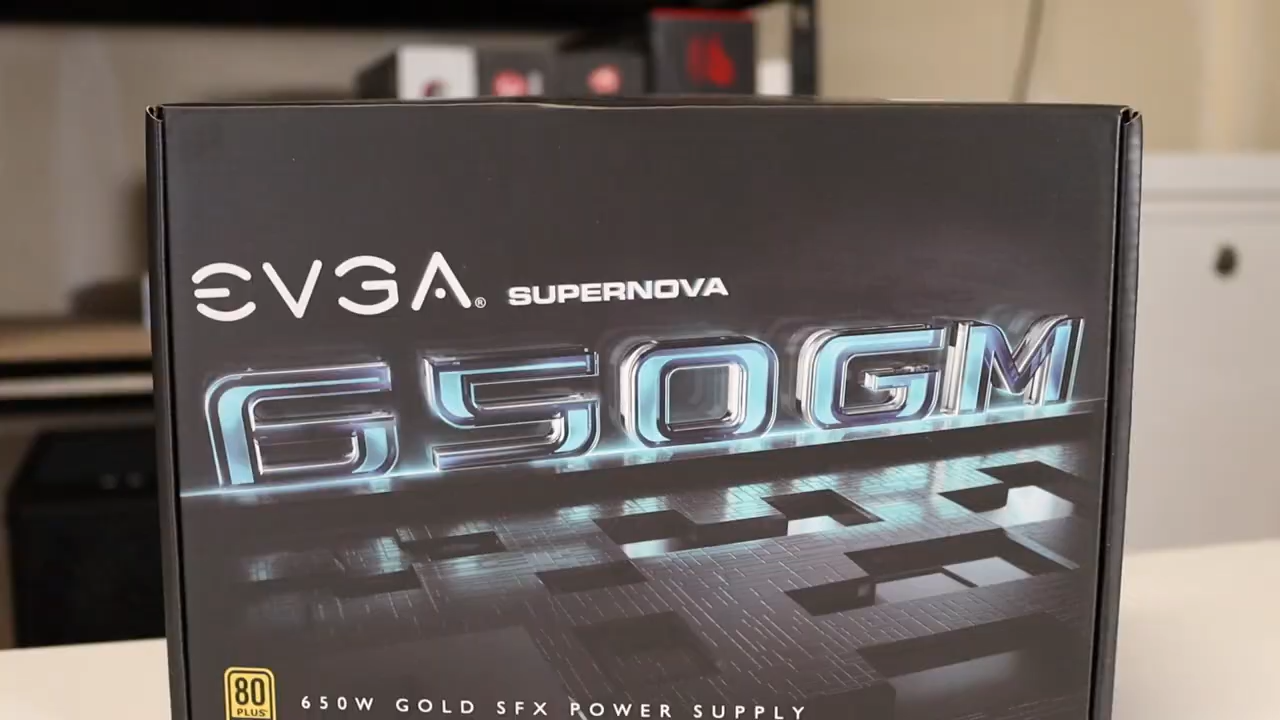 EVGA® SUPERNOVA
650GM
80
PLUS
650W GOLD SFX POWER SUPPLY